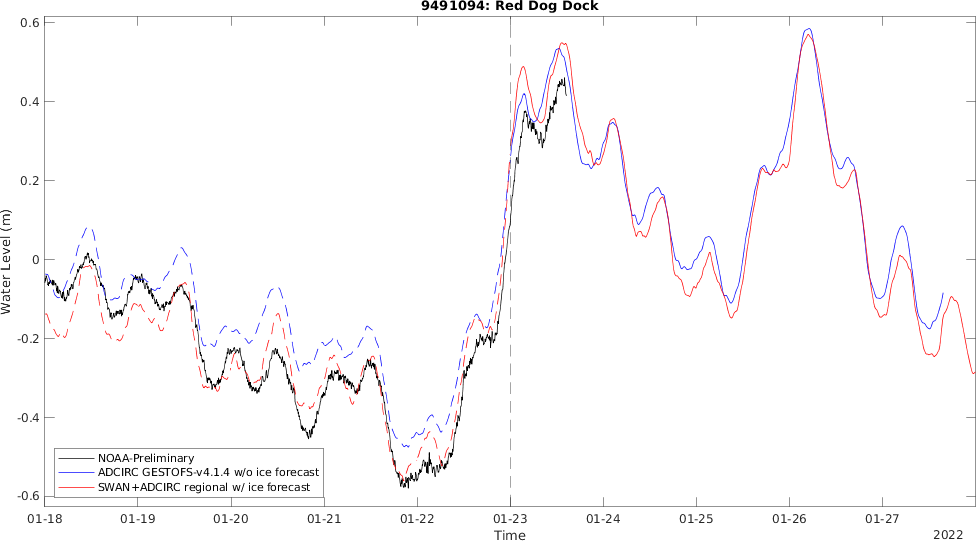 9491094: Red Dog Dock
0.6
0.4
0.2
0
-0.2
-0.4
-0.6
Water Level (m)
NOAA-Preliminary
ADCIRC GESTOFS-v4.1.4 w/o ice forecast
SWAN+ADCIRC regional w/ ice forecast
01-18 01-19 01-20 01-21 01-22 01-23 01-24 01-25 01-26 01-27
Time
2022